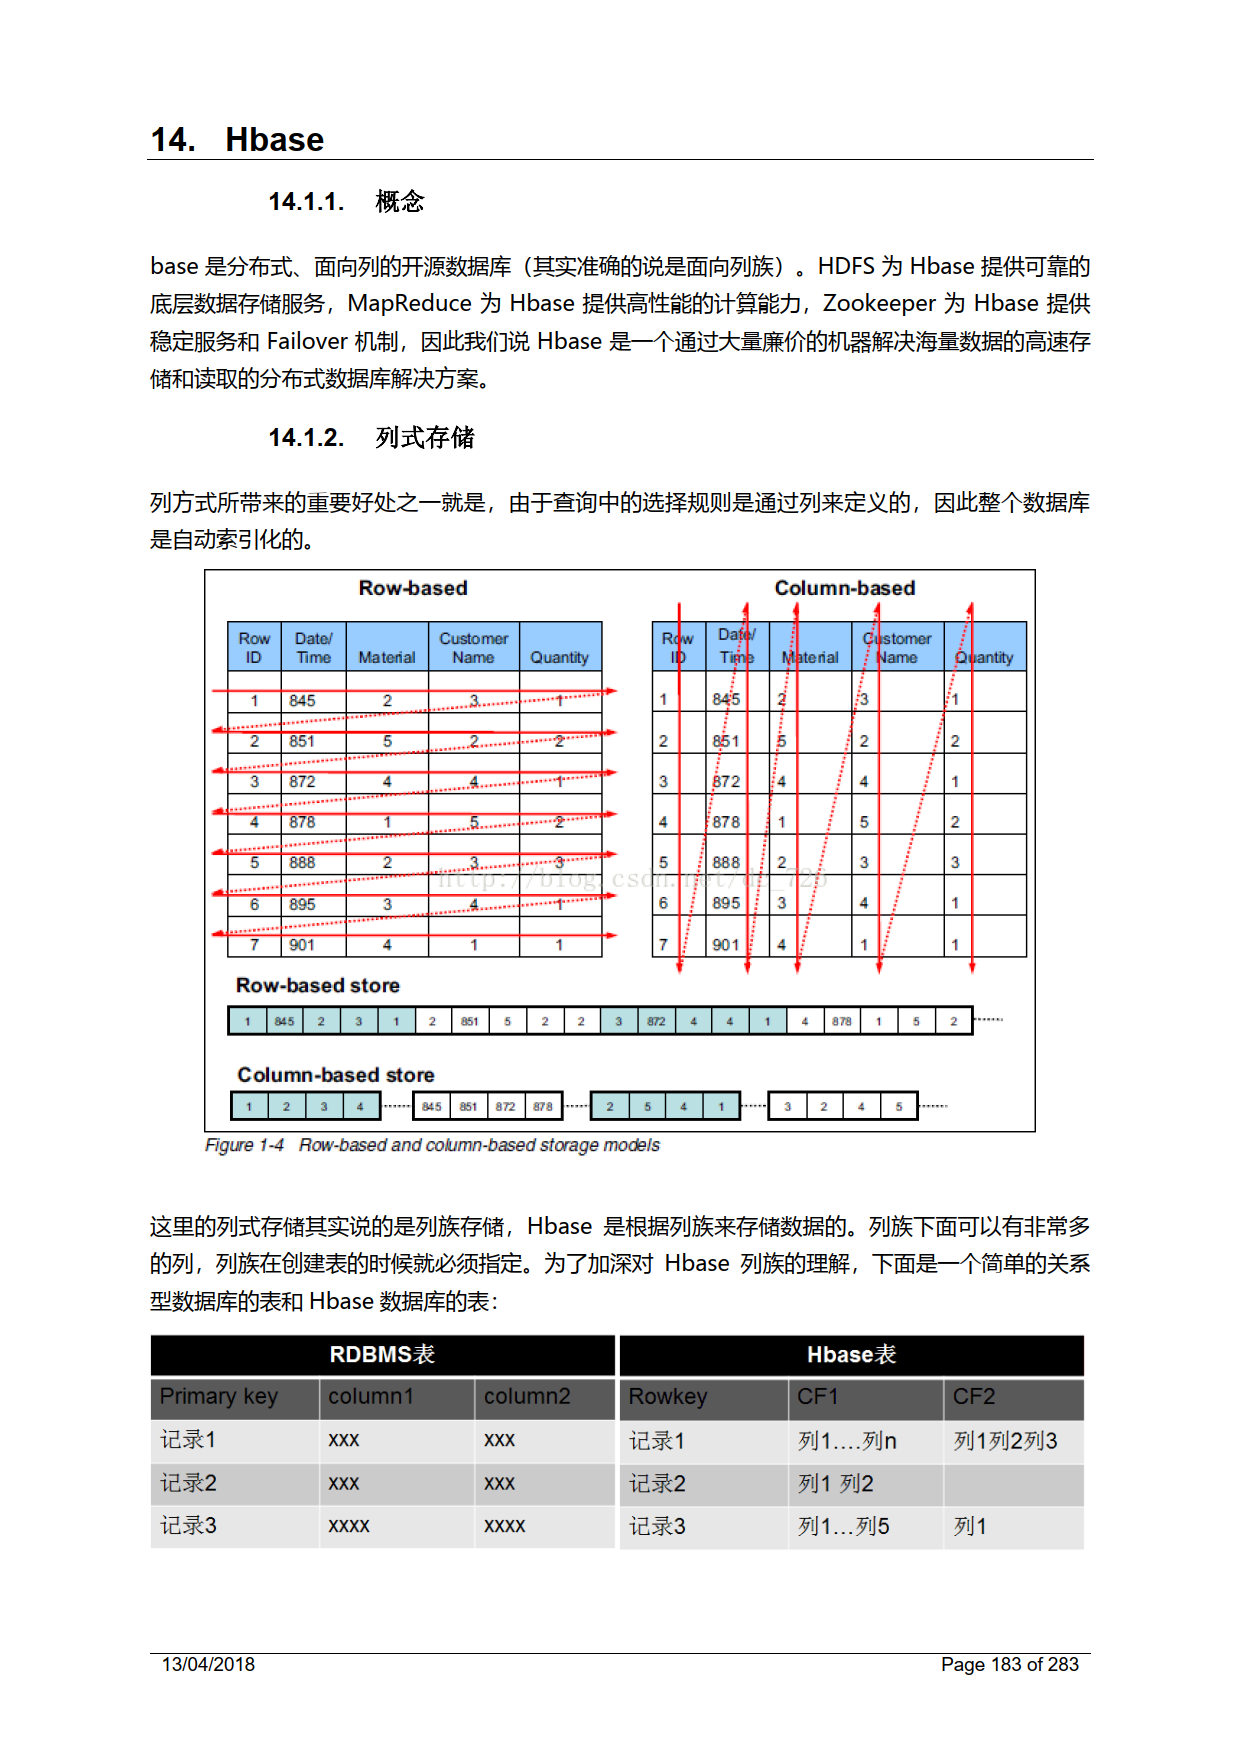 14. Hbase
14.1.1. 概念
base 是分布式、面向列的开源数据库（其实准确的说是面向列族）。HDFS 为 Hbase 提供可靠的
底层数据存储服务，MapReduce 为 Hbase 提供高性能的计算能力，Zookeeper 为 Hbase 提供
稳定服务和 Failover 机制，因此我们说 Hbase 是一个通过大量廉价的机器解决海量数据的高速存
储和读取的分布式数据库解决方案。
14.1.2. 列式存储
列方式所带来的重要好处之一就是，由于查询中的选择规则是通过列来定义的，因此整个数据库
是自动索引化的。
Row-based
Row ID Date/ Time Material Customer Name Quantity
1 845 2 3 1
2 851 5 2 2
3 872 4 4 1
4 878 1 5 2
5 888 2 3 3
6 895 3 4 1
7 901 4 1 1
Column-based
Row ID Date/ Time Material Customer Name Quantity
1 845 2 3 1
2 851 5 2 2
3 872 4 4 1
4 878 1 5 2
5 888 2 3 3
6 895 3 4 1
7 901 4 1 1
Row-based store
1 845 2 3 1 2 851 5 2 2 3 872 4 4 1 4 878 1 5 2
Column-based store
1 2 3 4 845 851 872 878 2 5 4 1 3 2 4 5
Figure 1-4 Row-based and column-based storage models
这里的列式存储其实说的是列族存储，Hbase 是根据列族来存储数据的。列族下面可以有非常多
的列，列族在创建表的时候就必须指定。为了加深对 Hbase 列族的理解，下面是一个简单的关系
型数据库的表和 Hbase 数据库的表：
RDBMS表
Primary key column1 column2
记录1 xxx xxx
记录2 xxx xxx
记录3 xxxx xxxx
Hbase表
Rowkey CF1 CF2
记录1 列1....列n 列1列2列3
记录2 列1 列2
记录3 列1...列5 列1
13/04/2018 Page 183 of 283